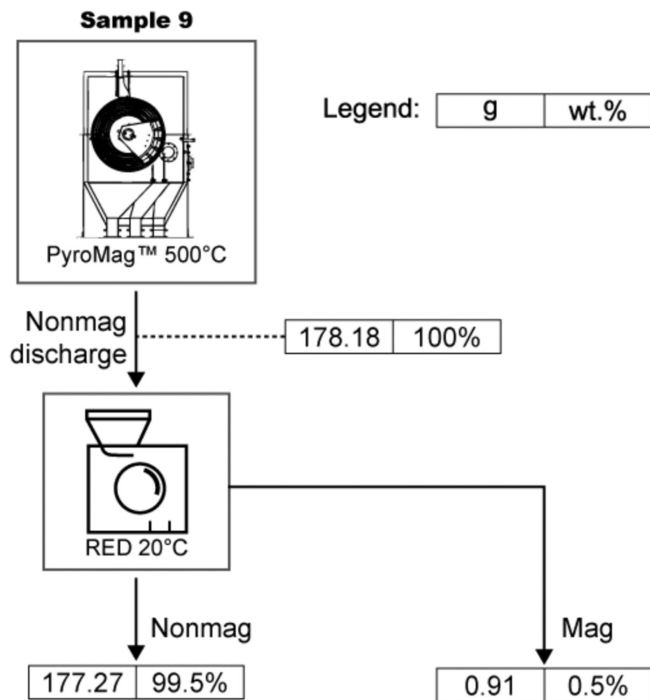 Sample 9
Legend: g wt.%
PyroMag™ 500°C
Nonmag
discharge
178.18 100%
RED 20°C
Nonmag
Mag
177.27 99.5%
0.91 0.5%